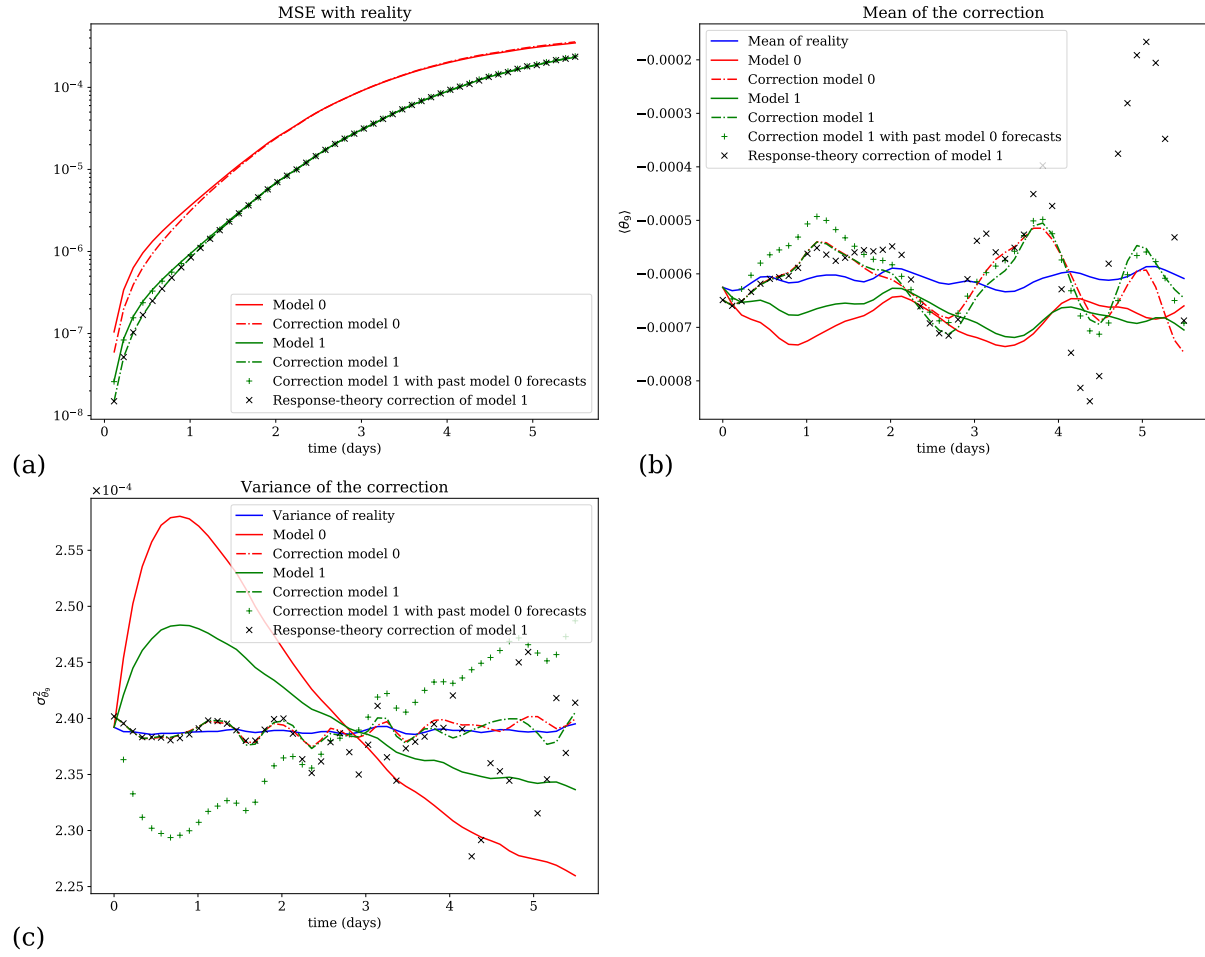 MSE with reality
10⁻⁴
10⁻⁵
10⁻⁶
10⁻⁷
10⁻⁸
Model 0
Correction model 0
Model 1
Correction model 1
Correction model 1 with past model 0 forecasts
Response-theory correction of model 1
0 1 2 3 4 5
time (days)
(a)
Mean of the correction
Mean of reality
Model 0
Correction model 0
Model 1
Correction model 1
Correction model 1 with past model 0 forecasts
Response-theory correction of model 1
−0.0002
−0.0003
−0.0004
−0.0005
−0.0006
−0.0007
−0.0008
⟨θ₉⟩
0 1 2 3 4 5
time (days)
(b)
Variance of the correction
×10⁻⁴
Variance of reality
Model 0
Correction model 0
Model 1
Correction model 1
Correction model 1 with past model 0 forecasts
Response-theory correction of model 1
2.55
2.50
2.45
2.40
2.35
2.30
2.25
σ²_θ₉
0 1 2 3 4 5
time (days)
(c)